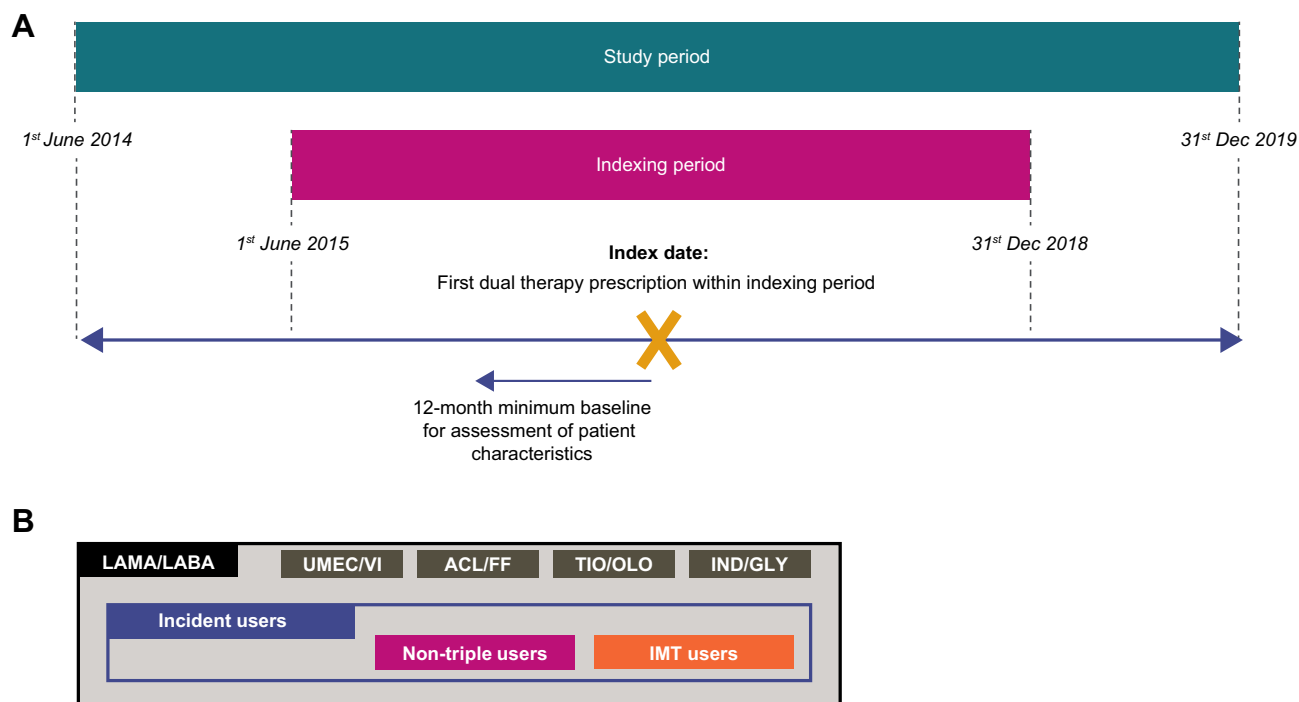 A
Study period
1st June 2014
31st Dec 2019
Indexing period
1st June 2015
31st Dec 2018
Index date:
First dual therapy prescription within indexing period
12-month minimum baseline
for assessment of patient
characteristics
B
LAMA/LABA
UMEC/VI
ACL/FF
TIO/OLO
IND/GLY
Incident users
Non-triple users
IMT users